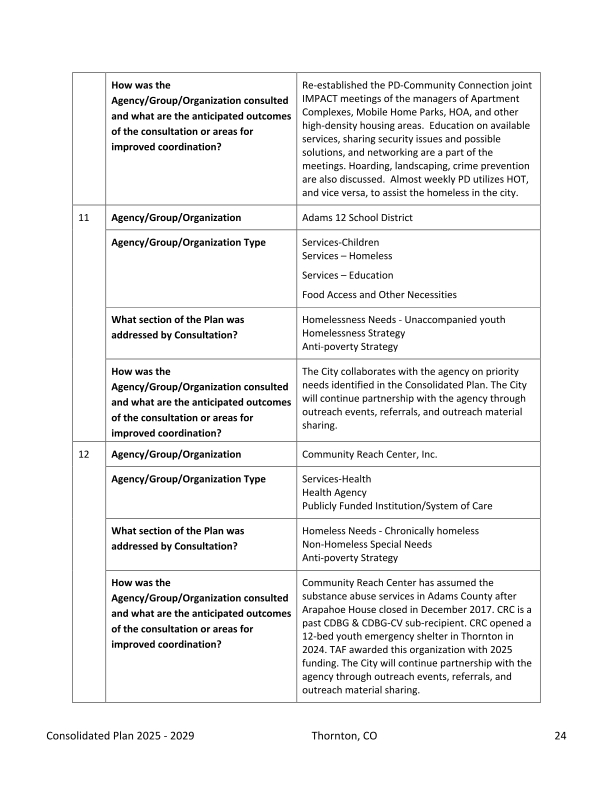 How was the
Agency/Group/Organization consulted
and what are the anticipated outcomes
of the consultation or areas for
improved coordination?
Re-established the PD-Community Connection joint
IMPACT meetings of the managers of Apartment
Complexes, Mobile Home Parks, HOA, and other
high-density housing areas.  Education on available
services, sharing security issues and possible
solutions, and networking are a part of the
meetings. Hoarding, landscaping, crime prevention
are also discussed.  Almost weekly PD utilizes HOT,
and vice versa, to assist the homeless in the city.
11
Agency/Group/Organization
Adams 12 School District
Agency/Group/Organization Type
Services-Children
Services – Homeless
Services – Education
Food Access and Other Necessities
What section of the Plan was
addressed by Consultation?
Homelessness Needs - Unaccompanied youth
Homelessness Strategy
Anti-poverty Strategy
How was the
Agency/Group/Organization consulted
and what are the anticipated outcomes
of the consultation or areas for
improved coordination?
The City collaborates with the agency on priority
needs identified in the Consolidated Plan. The City
will continue partnership with the agency through
outreach events, referrals, and outreach material
sharing.
12
Agency/Group/Organization
Community Reach Center, Inc.
Agency/Group/Organization Type
Services-Health
Health Agency
Publicly Funded Institution/System of Care
What section of the Plan was
addressed by Consultation?
Homeless Needs - Chronically homeless
Non-Homeless Special Needs
Anti-poverty Strategy
How was the
Agency/Group/Organization consulted
and what are the anticipated outcomes
of the consultation or areas for
improved coordination?
Community Reach Center has assumed the
substance abuse services in Adams County after
Arapahoe House closed in December 2017. CRC is a
past CDBG & CDBG-CV sub-recipient. CRC opened a
12-bed youth emergency shelter in Thornton in
2024. TAF awarded this organization with 2025
funding. The City will continue partnership with the
agency through outreach events, referrals, and
outreach material sharing.
Consolidated Plan 2025 - 2029
Thornton, CO
24